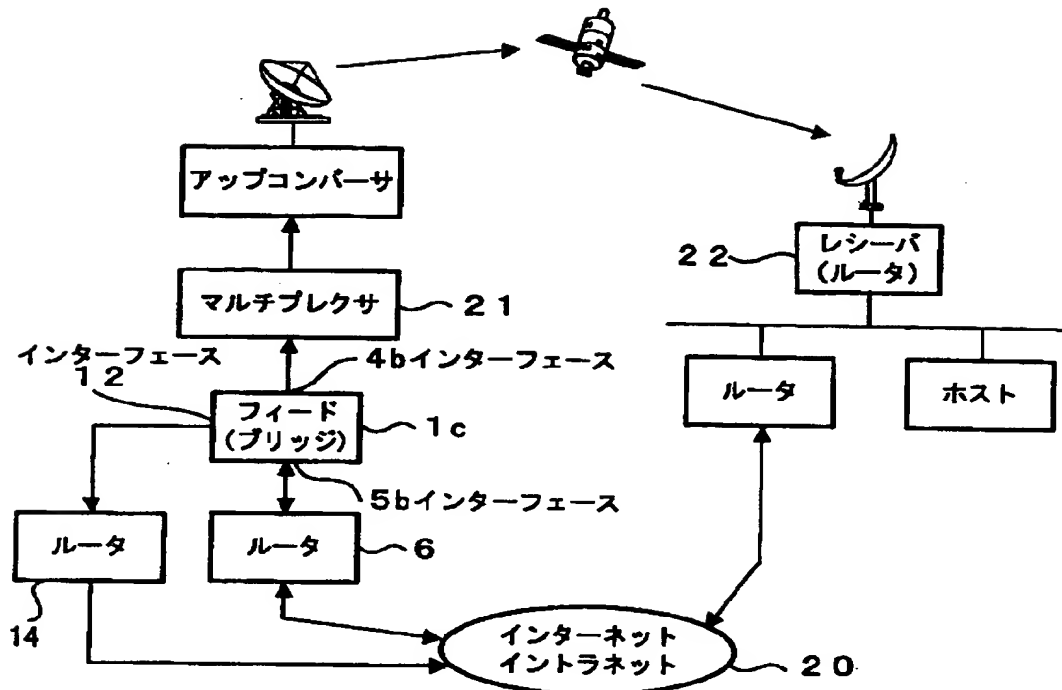 アップコンバーサ
レシーバ
(ルータ)
22
マルチプレクサ
21
インターフェース
12
4bインターフェース
フィード
(ブリッジ)
1c
ルータ
ホスト
5bインターフェース
ルータ
14
ルータ
6
インターネット
イントラネット
20